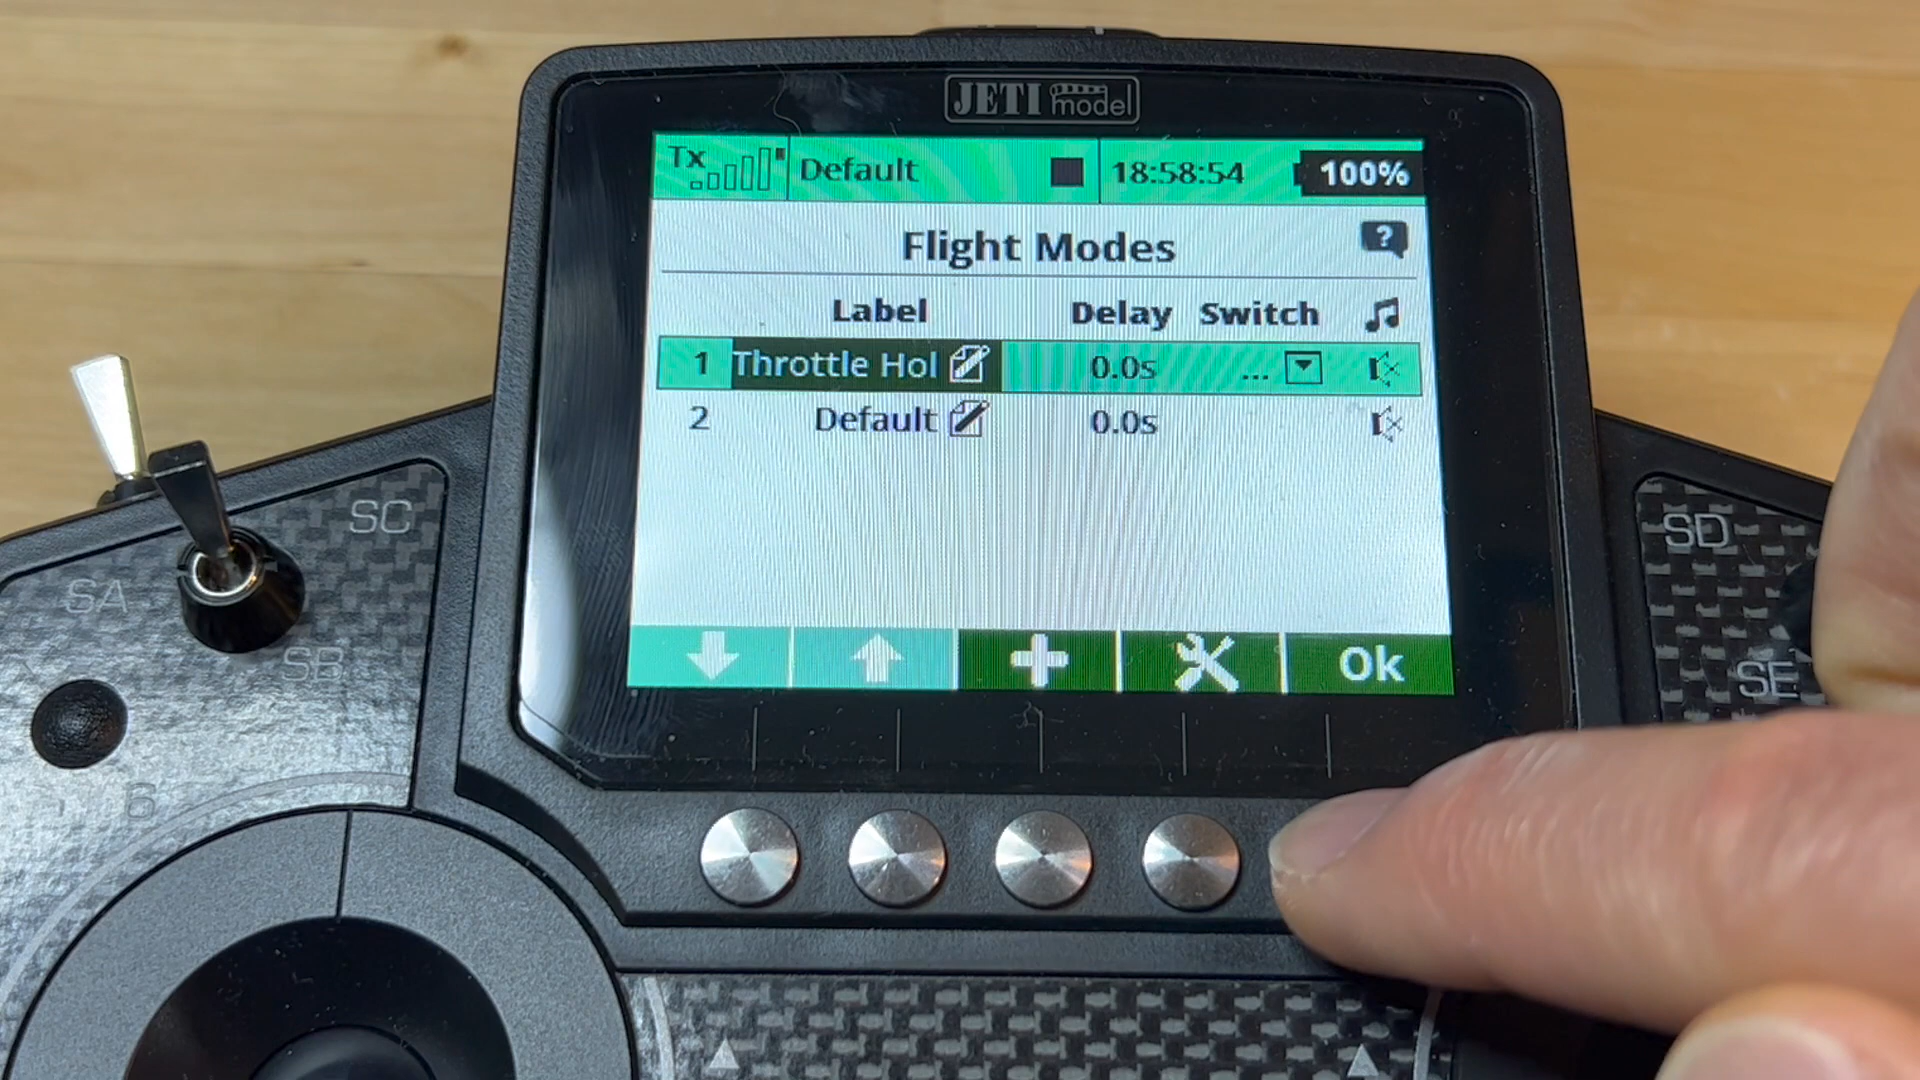 JETI model
Tx Default 18:58:54 100%
Flight Modes ?
Label Delay Switch
1 Throttle Hol 0.0s ...
2 Default 0.0s
Ok
SC
SA
SB
SD
SE
6